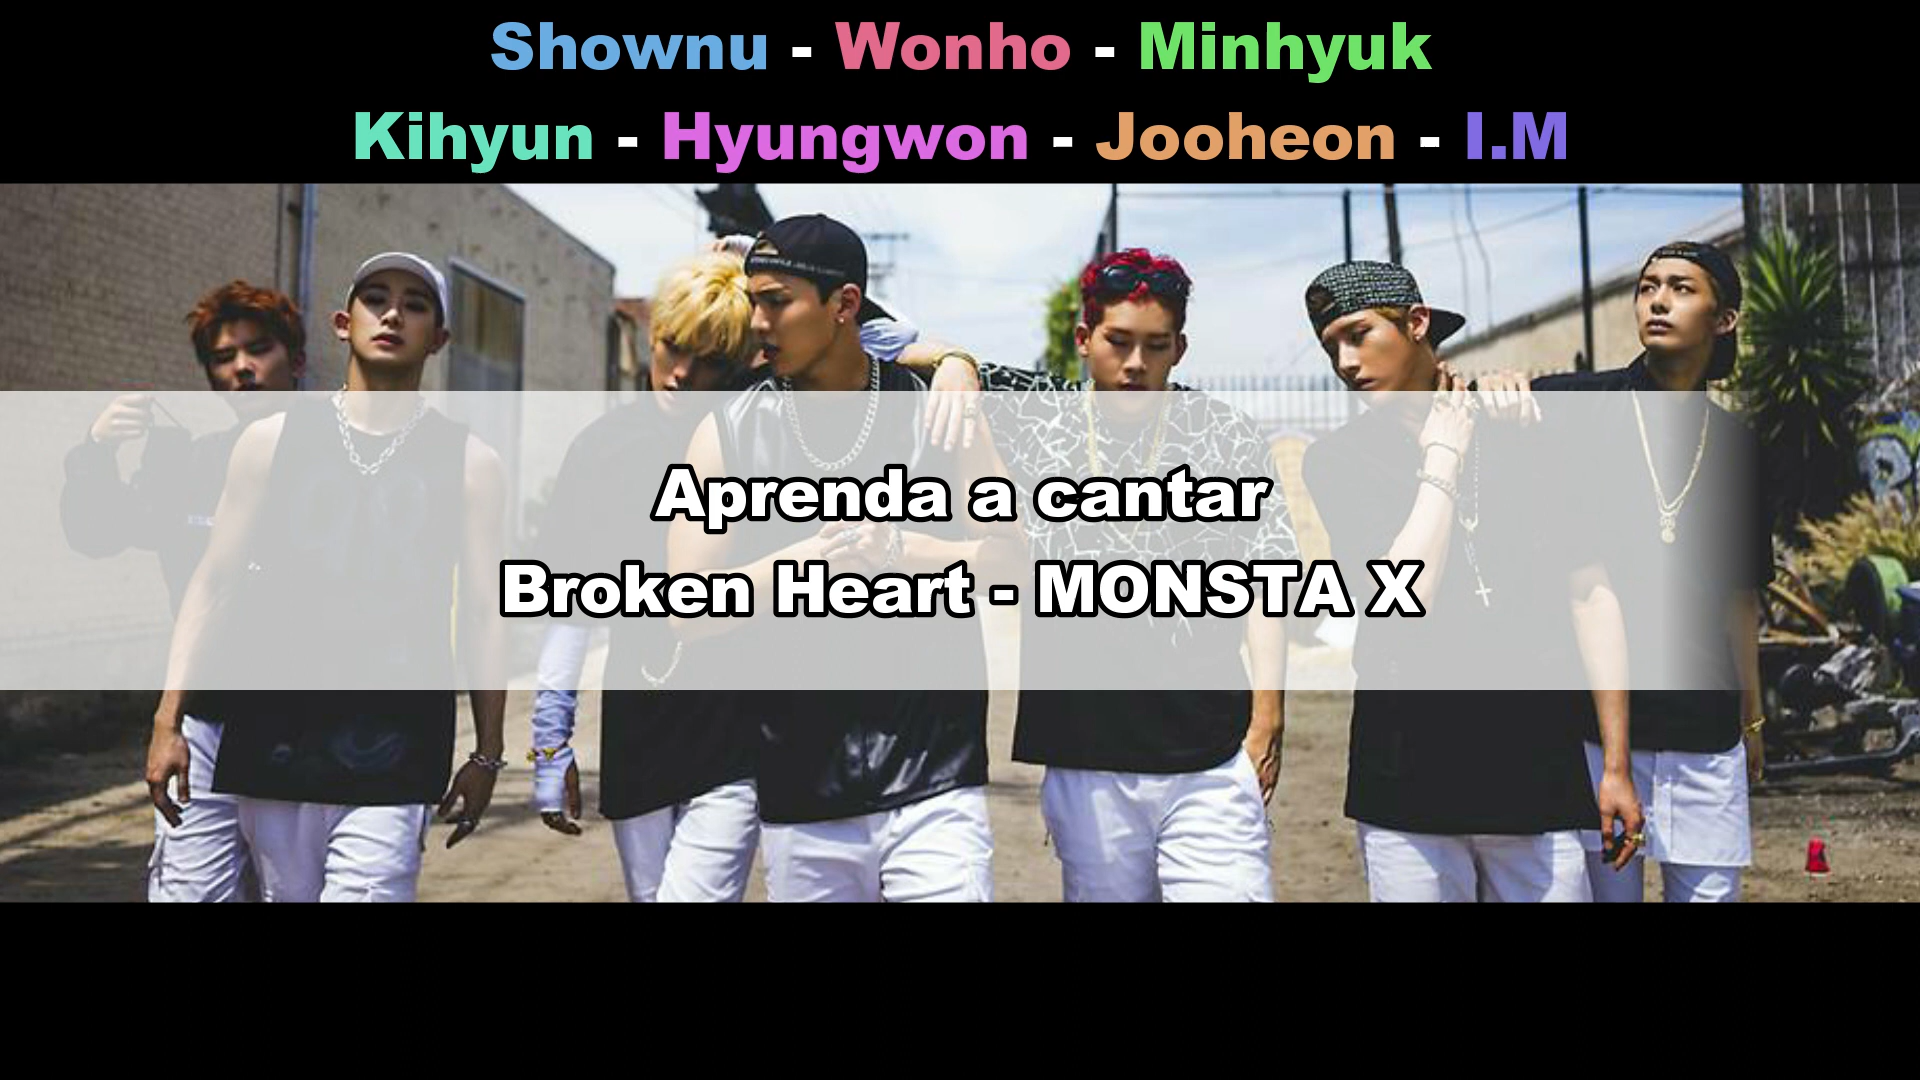 Shownu - Wonho - Minhyuk
Kihyun - Hyungwon - Jooheon - I.M
Aprenda a cantar
Broken Heart - MONSTA X